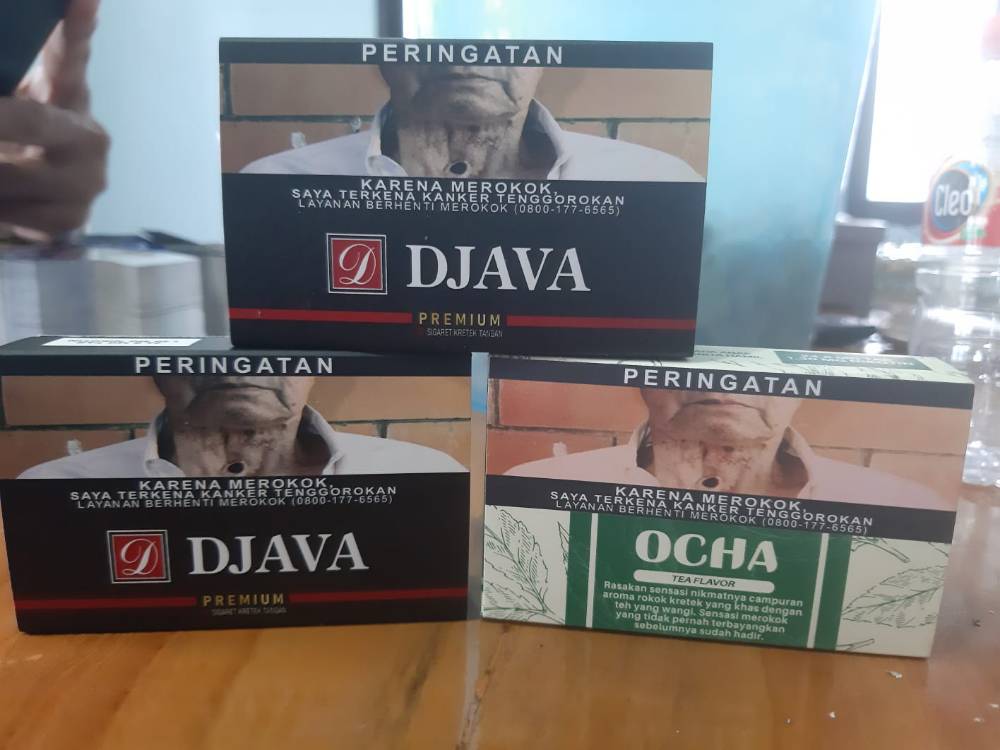 PERINGATAN
KARENA MEROKOK,
SAYA TERKENA KANKER TENGGOROKAN
LAYANAN BERHENTI MEROKOK (0800-177-6565)
D DJAVA
PREMIUM
SIGARET KRETEK TANGAN
PERINGATAN
KARENA MEROKOK,
SAYA TERKENA KANKER TENGGOROKAN
LAYANAN BERHENTI MEROKOK (0800-177-6565)
D DJAVA
PREMIUM
SIGARET KRETEK TANGAN
PERINGATAN
KARENA MEROKOK,
SAYA TERKENA KANKER TENGGOROKAN
LAYANAN BERHENTI MEROKOK (0800-177-6565)
OCHA
TEA FLAVOR
Rasakan sensasi nikmatnya campuran
aroma rokok kretek yang khas dengan
teh yang wangi. Sensasi merokok
yang tidak pernah terbayangkan
sebelumnya sudah hadir.
Cleo